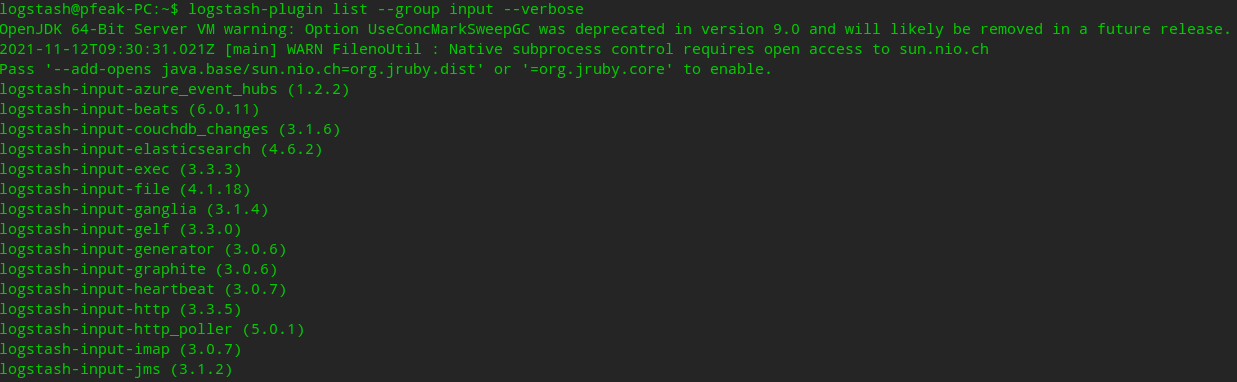 logstash@pfeak-PC:~$ logstash-plugin list --group input --verbose
OpenJDK 64-Bit Server VM warning: Option UseConcMarkSweepGC was deprecated in version 9.0 and will likely be removed in a future release.
2021-11-12T09:30:31.021Z [main] WARN FilenoUtil : Native subprocess control requires open access to sun.nio.ch
Pass '--add-opens java.base/sun.nio.ch=org.jruby.dist' or '=org.jruby.core' to enable.
logstash-input-azure_event_hubs (1.2.2)
logstash-input-beats (6.0.11)
logstash-input-couchdb_changes (3.1.6)
logstash-input-elasticsearch (4.6.2)
logstash-input-exec (3.3.3)
logstash-input-file (4.1.18)
logstash-input-ganglia (3.1.4)
logstash-input-gelf (3.3.0)
logstash-input-generator (3.0.6)
logstash-input-graphite (3.0.6)
logstash-input-heartbeat (3.0.7)
logstash-input-http (3.3.5)
logstash-input-http_poller (5.0.1)
logstash-input-imap (3.0.7)
logstash-input-jms (3.1.2)